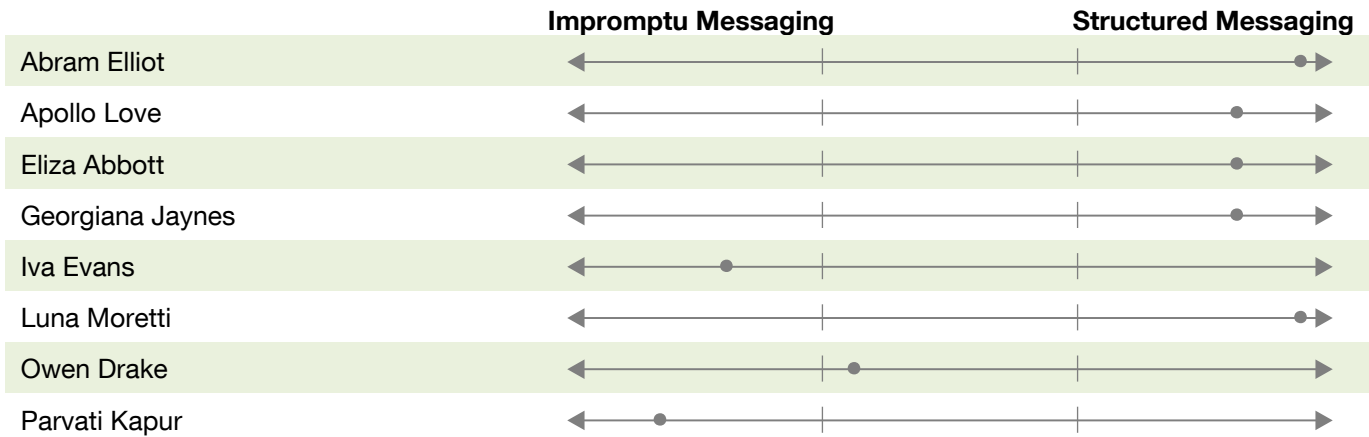 Impromptu Messaging Structured Messaging
Abram Elliot
Apollo Love
Eliza Abbott
Georgiana Jaynes
Iva Evans
Luna Moretti
Owen Drake
Parvati Kapur